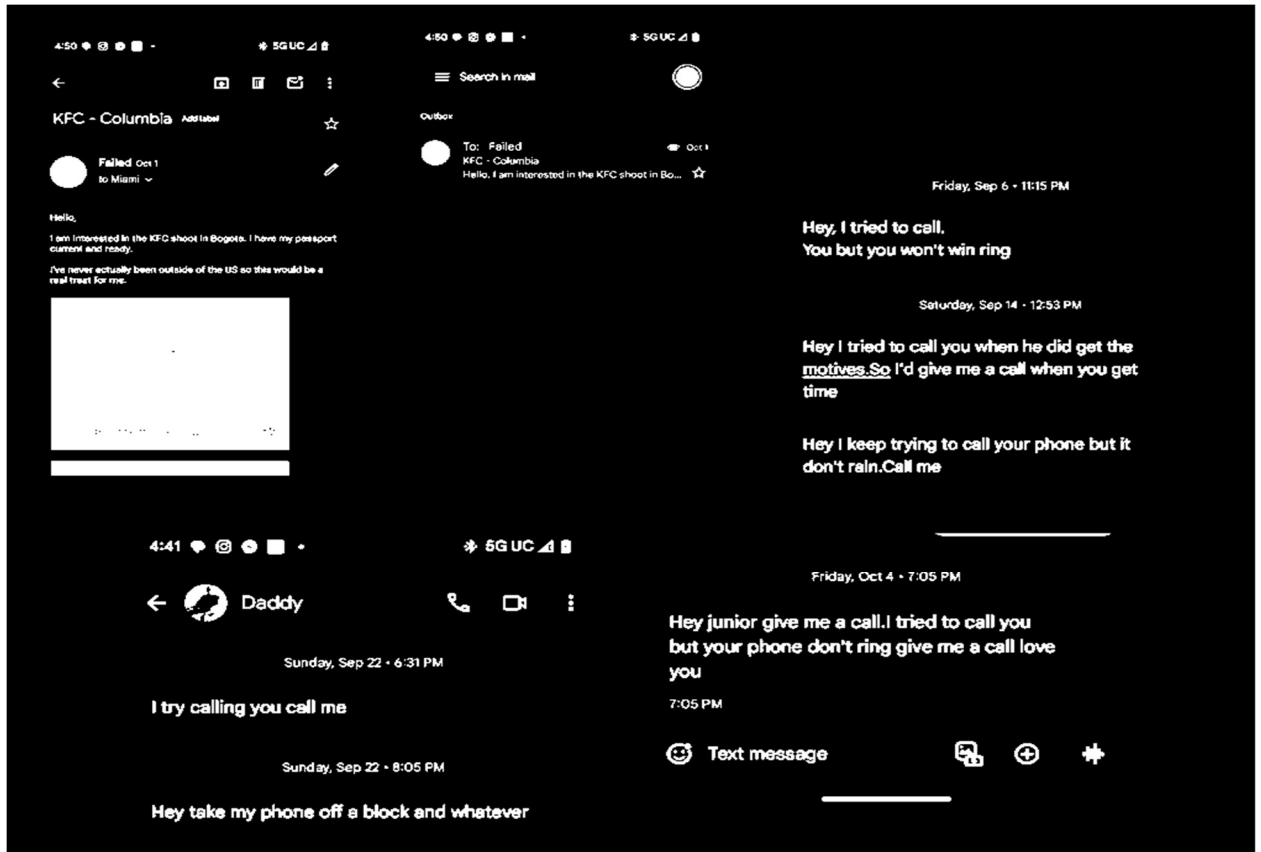 4:50
5G UC
KFC - Columbia Add label
Failed Oct 1
to Miami
Hello,
I am interested in the KFC shoot in Bogota. I have my passport
current and ready.
I've never actually been outside of the US so this would be a
real treat for me.
4:50
5G UC
Search in mail
Outbox
To: Failed
Oct 1
KFC - Columbia
Hello, I am interested in the KFC shoot in Bo...
Friday, Sep 6 • 11:15 PM
Hey, I tried to call.
You but you won't win ring
Saturday, Sep 14 • 12:53 PM
Hey I tried to call you when he did get the
motives.So I'd give me a call when you get
time
Hey I keep trying to call your phone but it
don't rain.Call me
4:41
5G UC
Daddy
Sunday, Sep 22 • 6:31 PM
I try calling you call me
Sunday, Sep 22 • 8:05 PM
Hey take my phone off a block and whatever
Friday, Oct 4 • 7:05 PM
Hey junior give me a call.I tried to call you
but your phone don't ring give me a call love
you
7:05 PM
Text message